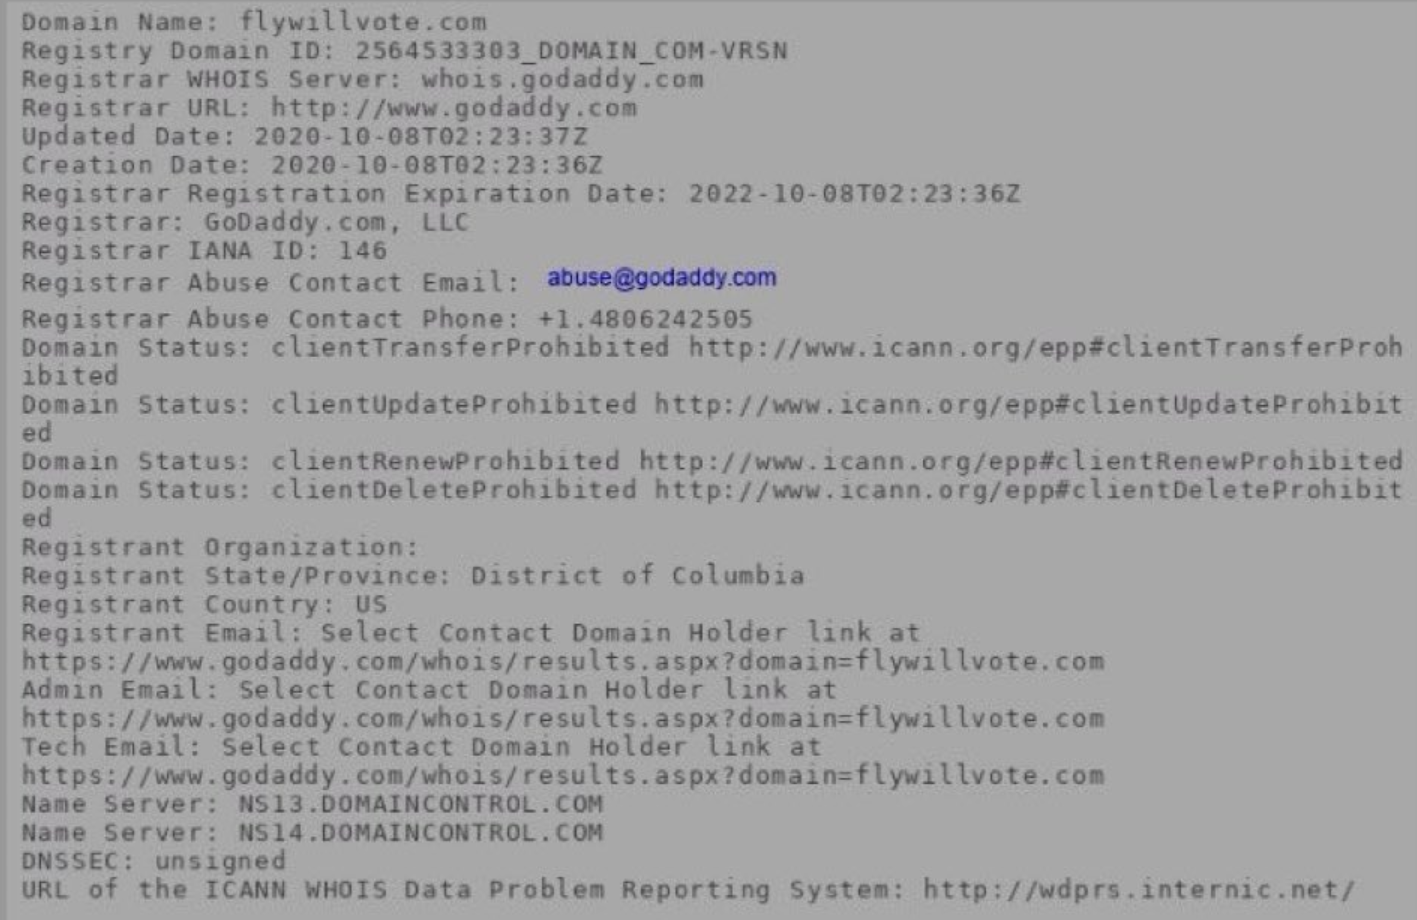 Domain Name: flywillvote.com
Registry Domain ID: 2564533303_DOMAIN_COM-VRSN
Registrar WHOIS Server: whois.godaddy.com
Registrar URL: http://www.godaddy.com
Updated Date: 2020-10-08T02:23:37Z
Creation Date: 2020-10-08T02:23:36Z
Registrar Registration Expiration Date: 2022-10-08T02:23:36Z
Registrar: GoDaddy.com, LLC
Registrar IANA ID: 146
Registrar Abuse Contact Email: abuse@godaddy.com
Registrar Abuse Contact Phone: +1.4806242505
Domain Status: clientTransferProhibited http://www.icann.org/epp#clientTransferProh
ibited
Domain Status: clientUpdateProhibited http://www.icann.org/epp#clientUpdateProhibit
ed
Domain Status: clientRenewProhibited http://www.icann.org/epp#clientRenewProhibited
Domain Status: clientDeleteProhibited http://www.icann.org/epp#clientDeleteProhibit
ed
Registrant Organization:
Registrant State/Province: District of Columbia
Registrant Country: US
Registrant Email: Select Contact Domain Holder link at
https://www.godaddy.com/whois/results.aspx?domain=flywillvote.com
Admin Email: Select Contact Domain Holder link at
https://www.godaddy.com/whois/results.aspx?domain=flywillvote.com
Tech Email: Select Contact Domain Holder link at
https://www.godaddy.com/whois/results.aspx?domain=flywillvote.com
Name Server: NS13.DOMAINCONTROL.COM
Name Server: NS14.DOMAINCONTROL.COM
DNSSEC: unsigned
URL of the ICANN WHOIS Data Problem Reporting System: http://wdprs.internic.net/